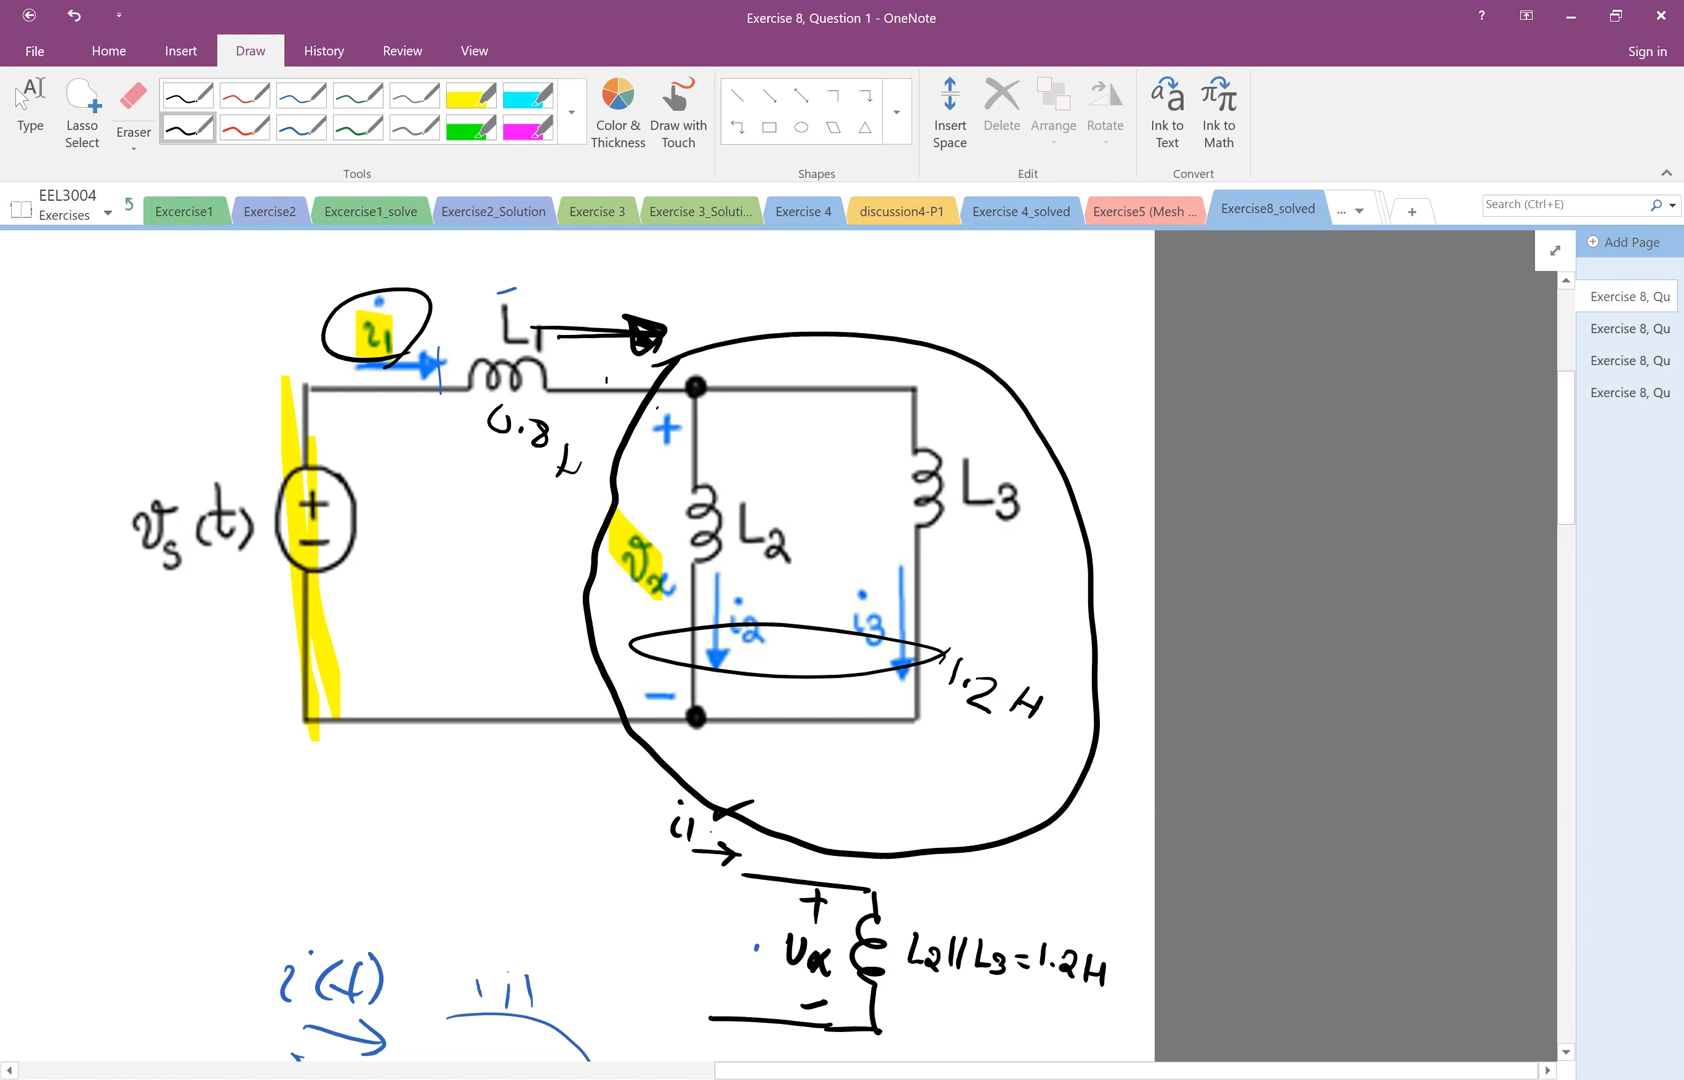 Exercise 8, Question 1 - OneNote
?
File
Home
Insert
Draw
History
Review
View
Sign in
Type
Lasso Select
Eraser
Color & Thickness
Draw with Touch
Insert Space
Delete
Arrange
Rotate
Ink to Text
Ink to Math
Tools
Shapes
Edit
Convert
EEL3004 Exercises
Excercise1
Exercise2
Excercise1_solve
Exercise2_Solution
Exercise 3
Exercise 3_Soluti...
Exercise 4
discussion4-P1
Exercise 4_solved
Exercise5 (Mesh ...
Exercise8_solved
...
Search (Ctrl+E)
Add Page
Exercise 8, Qu
Exercise 8, Qu
Exercise 8, Qu
Exercise 8, Qu
i1
L1
0.8
+
vs(t)
+
−
vx
L2
L3
i2
i3
−
1.2 H
i1
+
vx
L2||L3=1.2H
−
i(t)